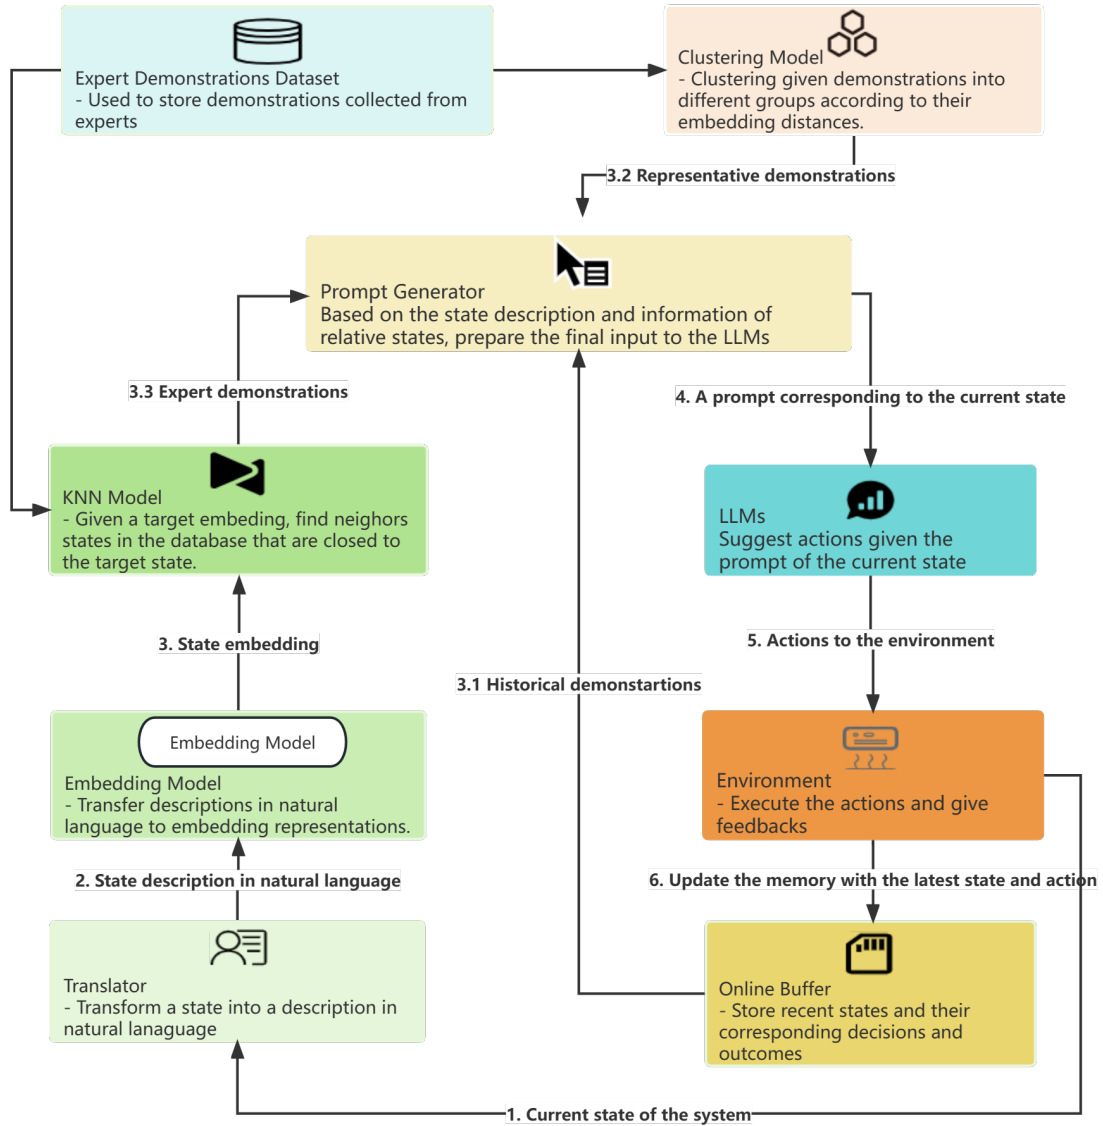 Expert Demonstrations Dataset
- Used to store demonstrations collected from
experts
Clustering Model
- Clustering given demonstrations into
different groups according to their
embedding distances.
3.2 Representative demonstrations
Prompt Generator
Based on the state description and information of
relative states, prepare the final input to the LLMs
3.3 Expert demonstrations
4. A prompt corresponding to the current state
KNN Model
- Given a target embeding, find neighors
states in the database that are closed to
the target state.
LLMs
Suggest actions given the
prompt of the current state
3. State embedding
5. Actions to the environment
3.1 Historical demonstartions
Embedding Model
Embedding Model
- Transfer descriptions in natural
language to embedding representations.
Environment
- Execute the actions and give
feedbacks
2. State description in natural language
6. Update the memory with the latest state and action
Translator
- Transform a state into a description in
natural lanaguage
Online Buffer
- Store recent states and their
corresponding decisions and
outcomes
1. Current state of the system